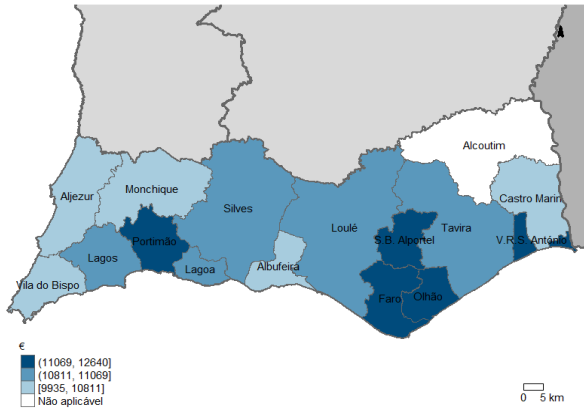 Alcoutim
Aljezur
Monchique
Castro Marim
Silves
Loulé
Tavira
Portimão
S.B. Alportel
V.R.S. António
Lagos
Lagoa
Albufeira
Vila do Bispo
Faro
Olhão
€
(11069, 12640]
(10811, 11069]
[9935, 10811]
Não aplicável
0 5 km